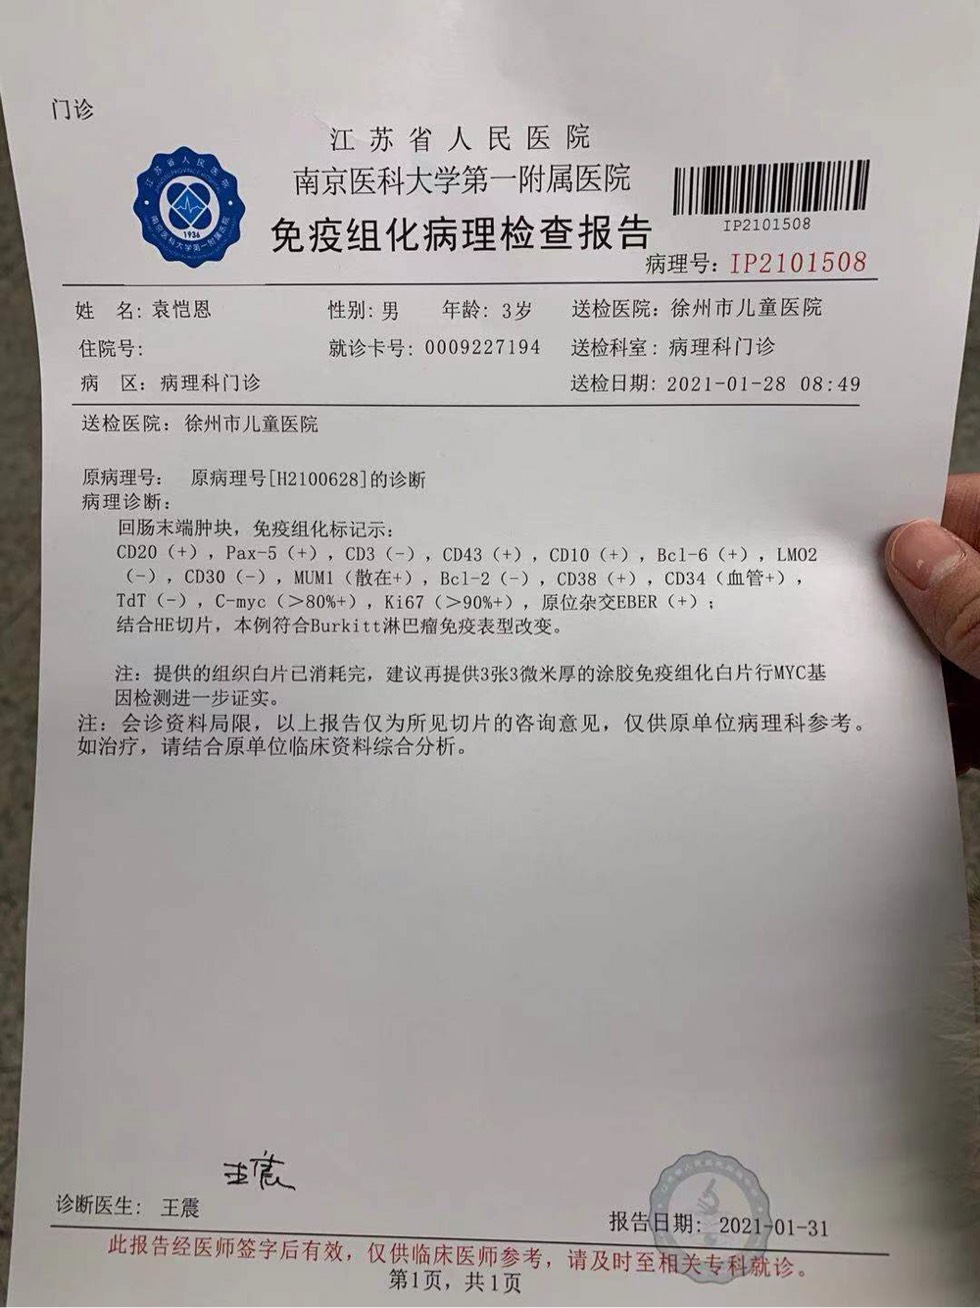 门诊
江苏省人民医院
南京医科大学第一附属医院
免疫组化病理检查报告
1936
IP2101508
病理号: IP2101508
姓 名: 袁恺恩 性别: 男 年龄: 3岁 送检医院: 徐州市儿童医院
住院号: 就诊卡号: 0009227194 送检科室: 病理科门诊
病 区: 病理科门诊 送检日期: 2021-01-28 08:49
送检医院: 徐州市儿童医院
原病理号: 原病理号[H2100628]的诊断
病理诊断:
回肠末端肿块, 免疫组化标记示:
CD20 (+) , Pax-5 (+) , CD3 (-) , CD43 (+) , CD10 (+) , Bcl-6 (+) , LMO2
(-) , CD30 (-) , MUM1 (散在+) , Bcl-2 (-) , CD38 (+) , CD34 (血管+) ,
TdT (-) , C-myc (>80%+) , Ki67 (>90%+) , 原位杂交EBER (+) ;
结合HE切片, 本例符合Burkitt淋巴瘤免疫表型改变。
注: 提供的组织白片已消耗完, 建议再提供3张3微米厚的涂胶免疫组化白片行MYC基
因检测进一步证实。
注: 会诊资料局限, 以上报告仅为所见切片的咨询意见, 仅供原单位病理科参考。
如治疗, 请结合原单位临床资料综合分析。
王震
诊断医生: 王震
报告日期: 2021-01-31
此报告经医师签字后有效, 仅供临床医师参考, 请及时至相关专科就诊。
第1页, 共1页